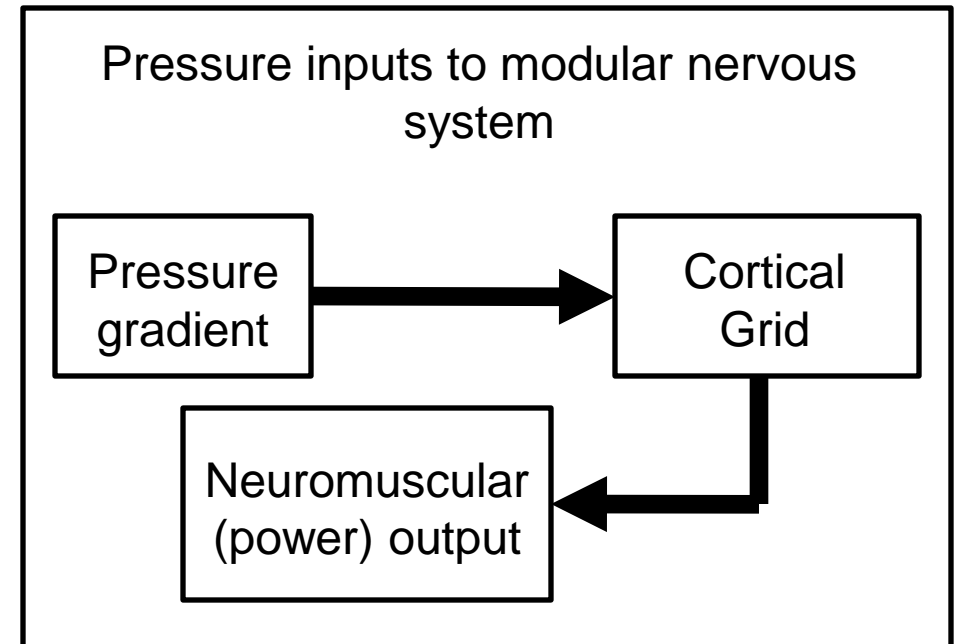 Pressure inputs to modular nervous
system
Pressure
gradient
Cortical
Grid
Neuromuscular
(power) output